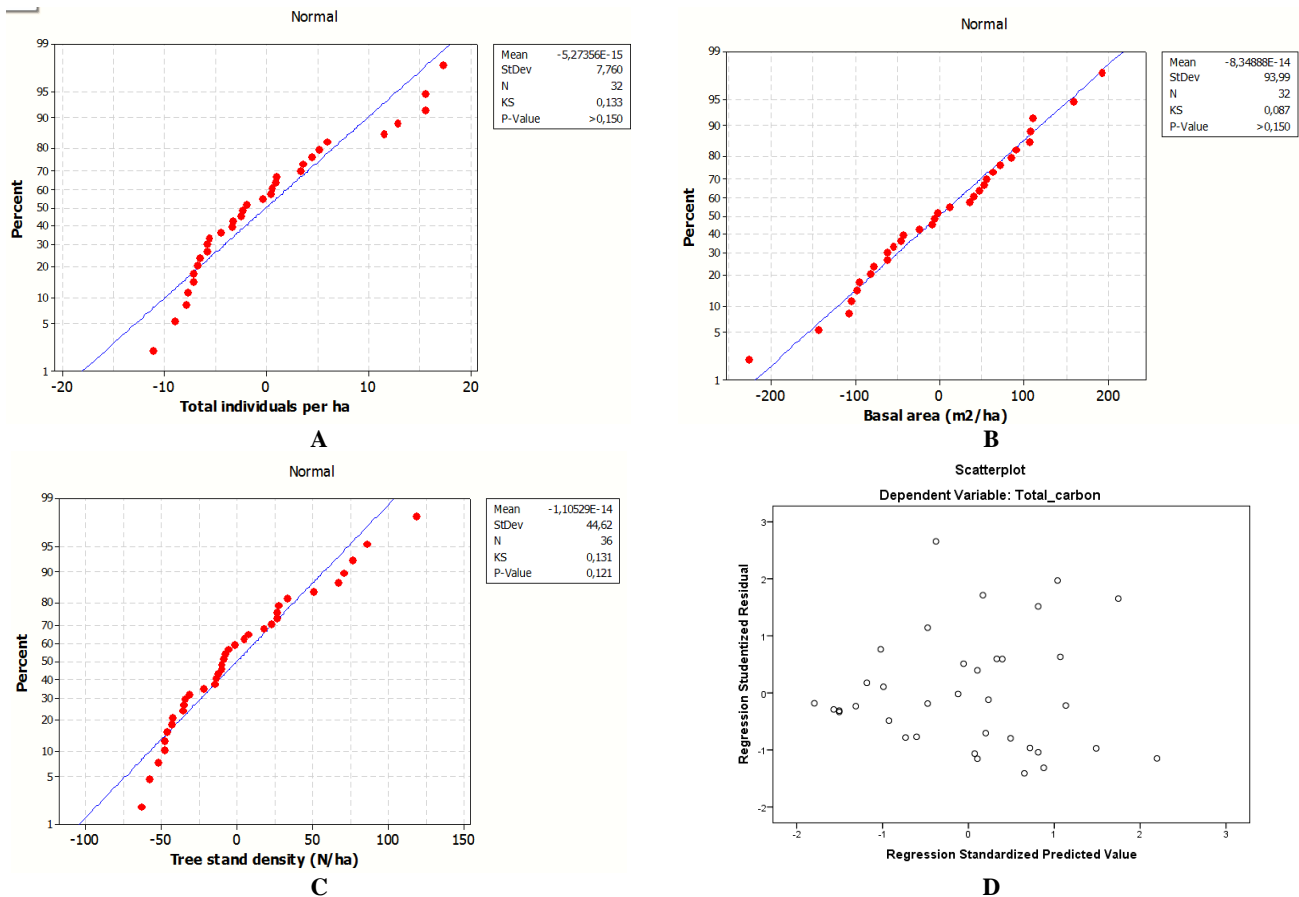 Normal
99
95
90
80
70
60
50
40
30
20
10
5
1
Percent
-20
-10
0
10
20
Total individuals per ha
Mean -5,27356E-15
StDev 7,760
N 32
KS 0,133
P-Value >0,150
A
Normal
99
95
90
80
70
60
50
40
30
20
10
5
1
Percent
-200
-100
0
100
200
Basal area (m2/ha)
Mean -8,34888E-14
StDev 93,99
N 32
KS 0,087
P-Value >0,150
B
Normal
99
95
90
80
70
60
50
40
30
20
10
5
1
Percent
-100
-50
0
50
100
150
Tree stand density (N/ha)
Mean -1,10529E-14
StDev 44,62
N 36
KS 0,131
P-Value 0,121
C
Scatterplot
Dependent Variable: Total_carbon
3
2
1
0
-1
-2
Regression Studentized Residual
-2
-1
0
1
2
3
Regression Standardized Predicted Value
D